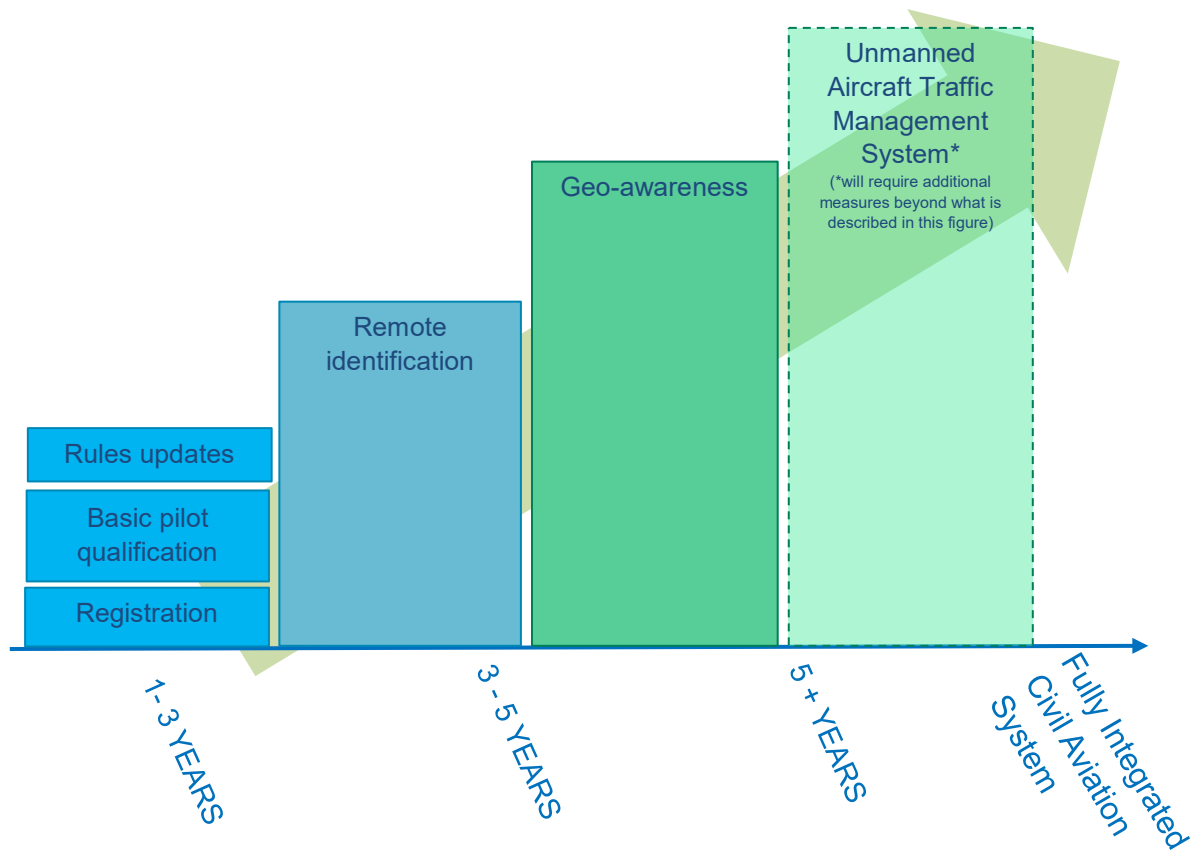 Unmanned
Aircraft Traffic
Management
System*
(*will require additional
measures beyond what is
described in this figure)
Geo-awareness
Remote
identification
Rules updates
Basic pilot
qualification
Registration
1- 3 YEARS
3 - 5 YEARS
5 + YEARS
Fully Integrated
Civil Aviation
System